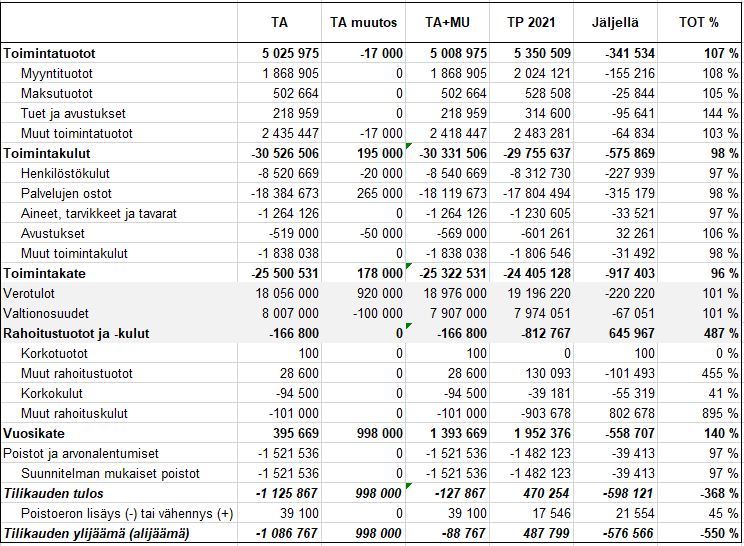 TA TA muutos TA+MU TP 2021 Jäljellä TOT %
Toimintatuotot 5 025 975 -17 000 5 008 975 5 350 509 -341 534 107 %
Myyntituotot 1 868 905 0 1 868 905 2 024 121 -155 216 108 %
Maksutuotot 502 664 0 502 664 528 508 -25 844 105 %
Tuet ja avustukset 218 959 0 218 959 314 600 -95 641 144 %
Muut toimintatuotot 2 435 447 -17 000 2 418 447 2 483 281 -64 834 103 %
Toimintakulut -30 526 506 195 000 -30 331 506 -29 755 637 -575 869 98 %
Henkilöstökulut -8 520 669 -20 000 -8 540 669 -8 312 730 -227 939 97 %
Palvelujen ostot -18 384 673 265 000 -18 119 673 -17 804 494 -315 179 98 %
Aineet, tarvikkeet ja tavarat -1 264 126 0 -1 264 126 -1 230 605 -33 521 97 %
Avustukset -519 000 -50 000 -569 000 -601 261 32 261 106 %
Muut toimintakulut -1 838 038 0 -1 838 038 -1 806 546 -31 492 98 %
Toimintakate -25 500 531 178 000 -25 322 531 -24 405 128 -917 403 96 %
Verotulot 18 056 000 920 000 18 976 000 19 196 220 -220 220 101 %
Valtionosuudet 8 007 000 -100 000 7 907 000 7 974 051 -67 051 101 %
Rahoitustuotot ja -kulut -166 800 0 -166 800 -812 767 645 967 487 %
Korkotuotot 100 0 100 0 100 0 %
Muut rahoitustuotot 28 600 0 28 600 130 093 -101 493 455 %
Korkokulut -94 500 0 -94 500 -39 181 -55 319 41 %
Muut rahoituskulut -101 000 0 -101 000 -903 678 802 678 895 %
Vuosikate 395 669 998 000 1 393 669 1 952 376 -558 707 140 %
Poistot ja arvonalentumiset -1 521 536 0 -1 521 536 -1 482 123 -39 413 97 %
Suunnitelman mukaiset poistot -1 521 536 0 -1 521 536 -1 482 123 -39 413 97 %
Tilikauden tulos -1 125 867 998 000 -127 867 470 254 -598 121 -368 %
Poistoeron lisäys (-) tai vähennys (+) 39 100 0 39 100 17 546 21 554 45 %
Tilikauden ylijäämä (alijäämä) -1 086 767 998 000 -88 767 487 799 -576 566 -550 %